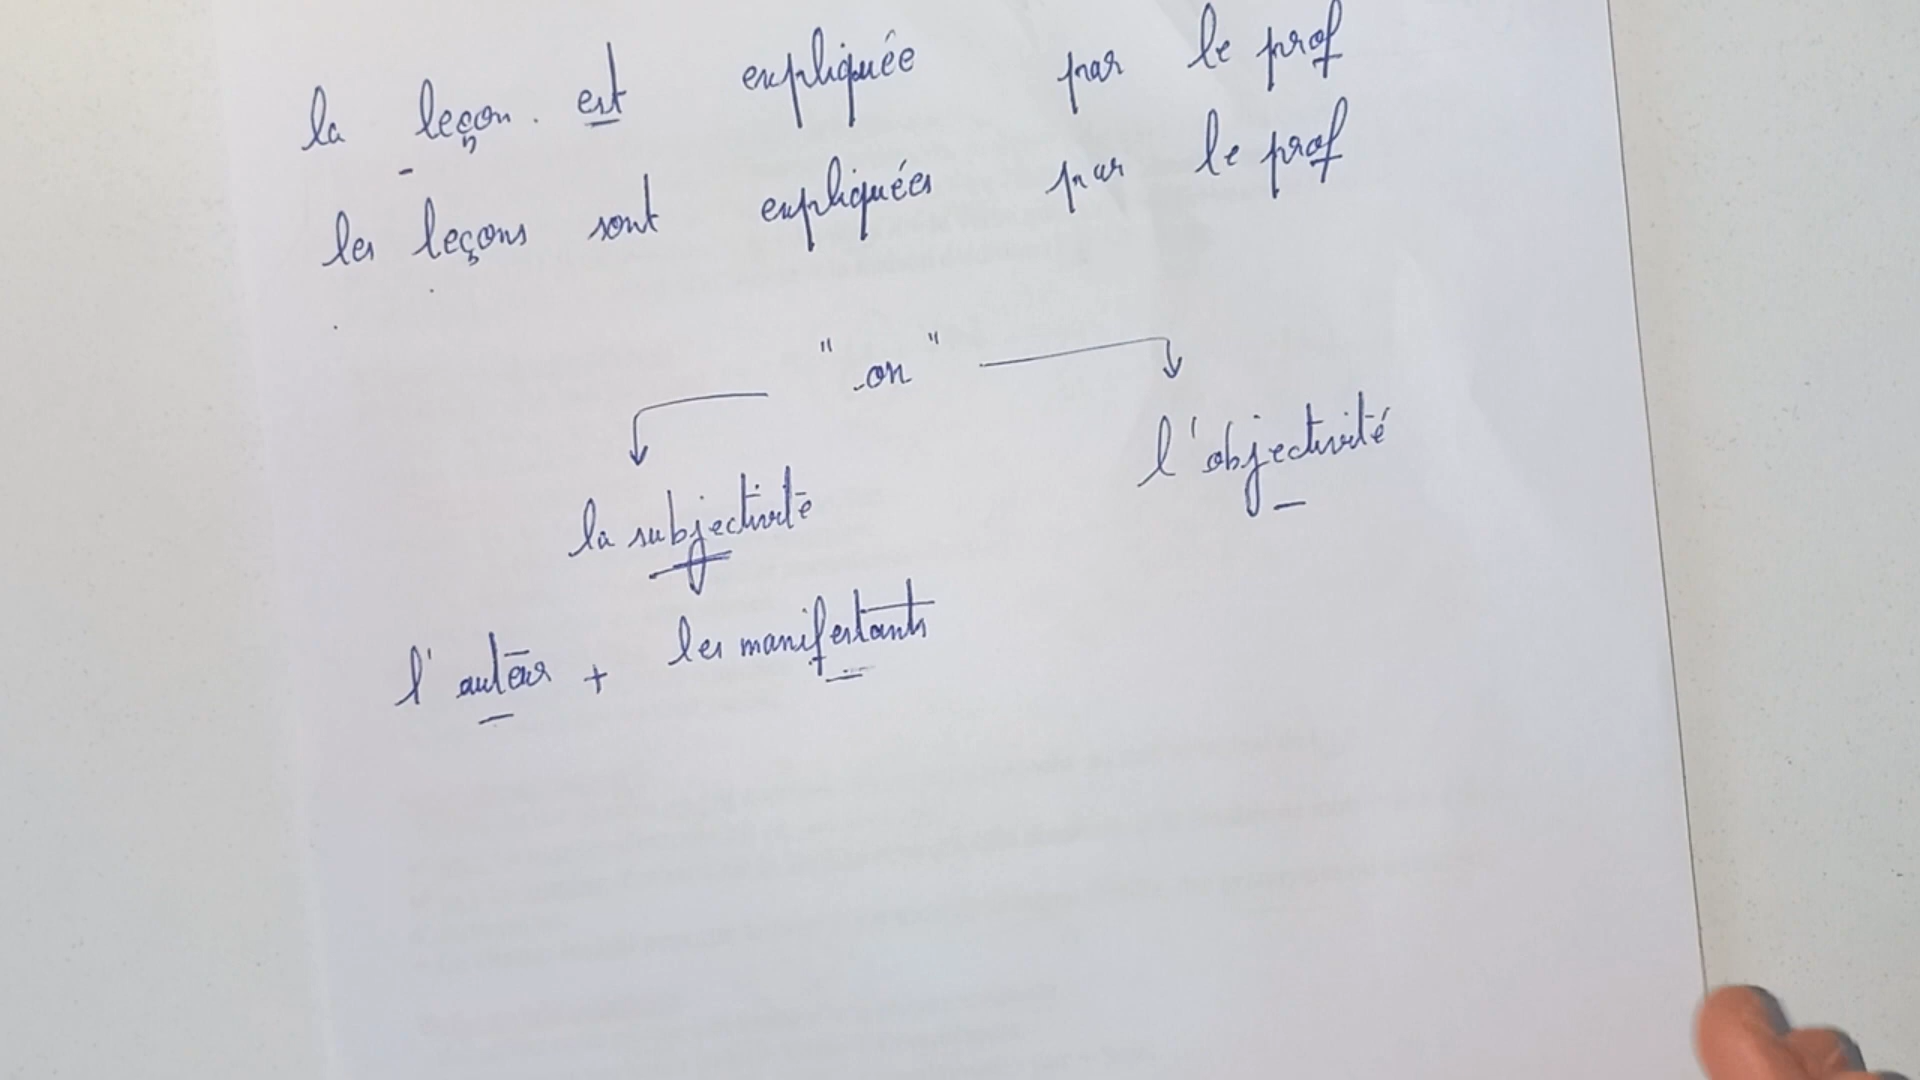 la leçon. est expliquée par le prof
les leçons sont expliquées par le prof
"on"
la subjectivité
l'objectivité
l'auteur + les manifestants